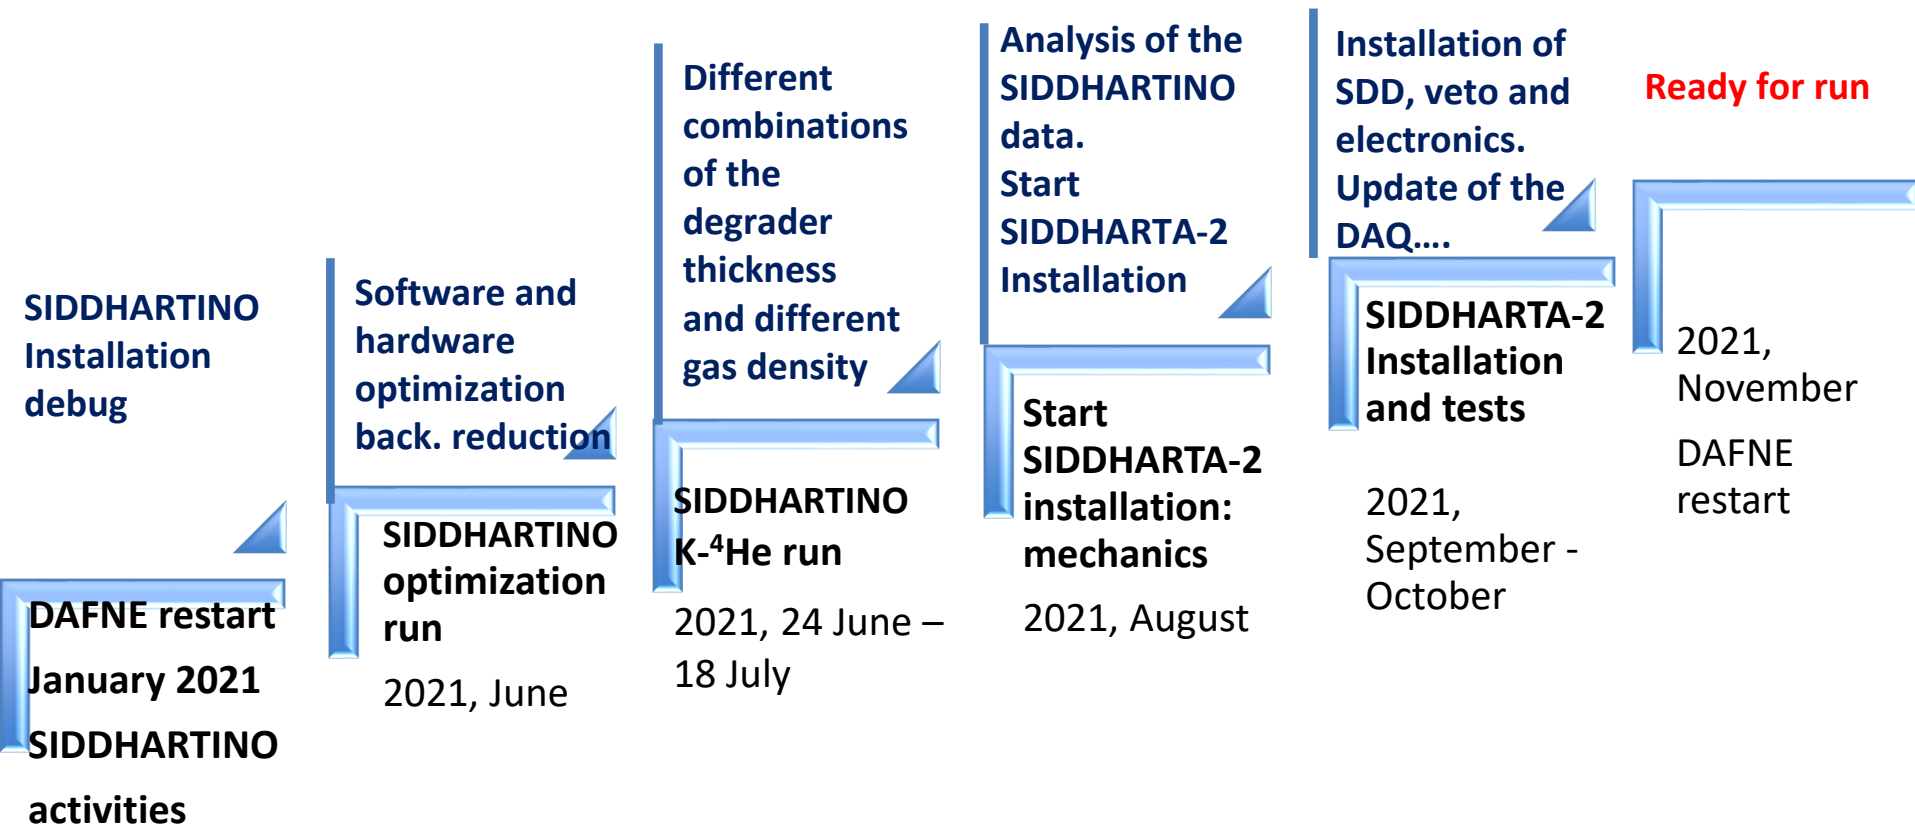 SIDDHARTINO
Installation
debug
DAFNE restart
January 2021
SIDDHARTINO
activities
Software and
hardware
optimization
back. reduction
SIDDHARTINO
optimization
run
2021, June
Different
combinations
of the
degrader
thickness
and different
gas density
SIDDHARTINO
K-⁴He run
2021, 24 June –
18 July
Analysis of the
SIDDHARTINO
data.
Start
SIDDHARTA-2
Installation
Start
SIDDHARTA-2
installation:
mechanics
2021, August
Installation of
SDD, veto and
electronics.
Update of the
DAQ....
SIDDHARTA-2
Installation
and tests
2021,
September -
October
Ready for run
2021,
November
DAFNE
restart